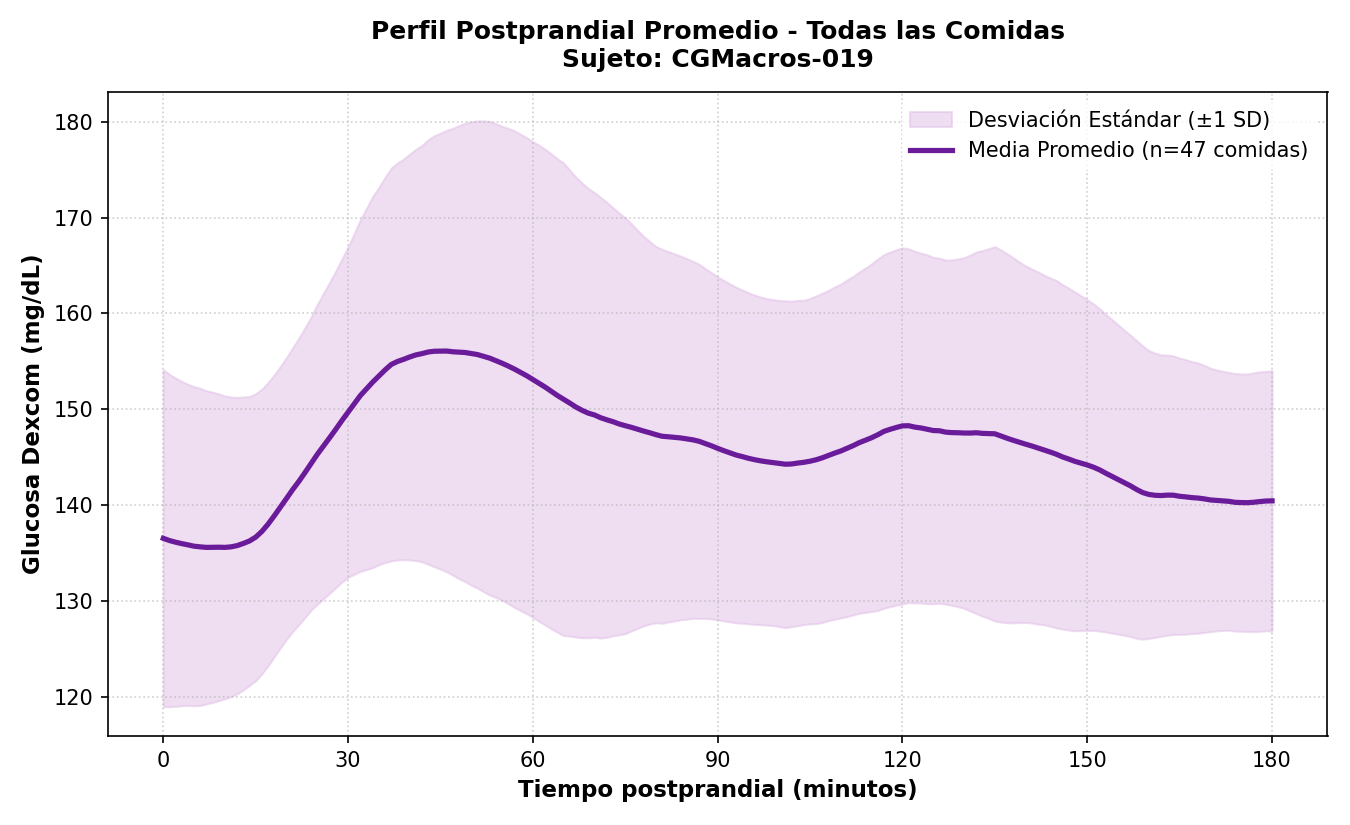 Perfil Postprandial Promedio - Todas las Comidas
Sujeto: CGMacros-019
Desviación Estándar (±1 SD)
Media Promedio (n=47 comidas)
Glucosa Dexcom (mg/dL)
180
170
160
150
140
130
120
0 30 60 90 120 150 180
Tiempo postprandial (minutos)